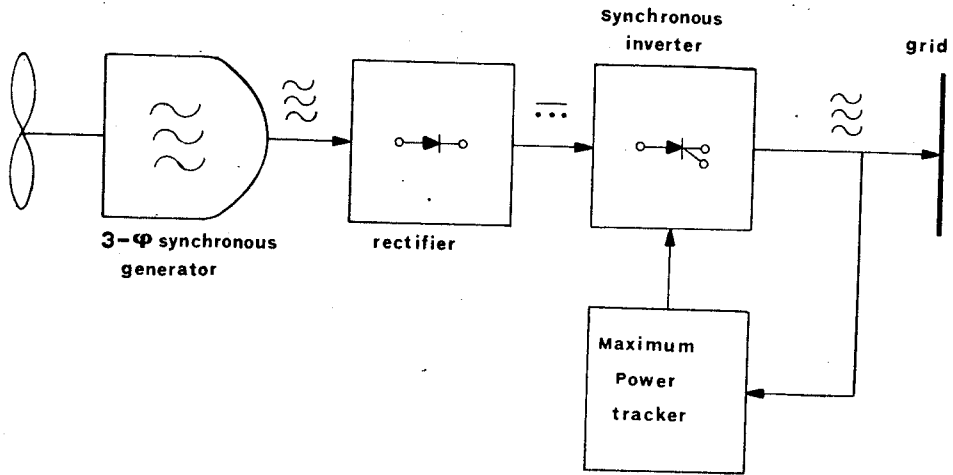 synchronous
inverter
grid
3-φ synchronous
generator
rectifier
Maximum
Power
tracker